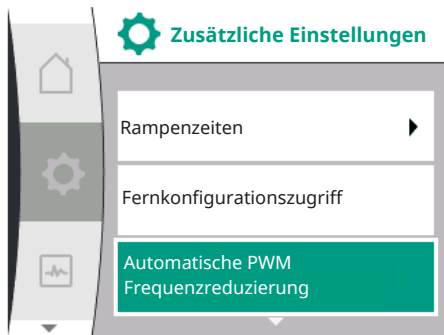 Zusätzliche Einstellungen
Rampenzeiten
Fernkonfigurationszugriff
Automatische PWM
Frequenzreduzierung